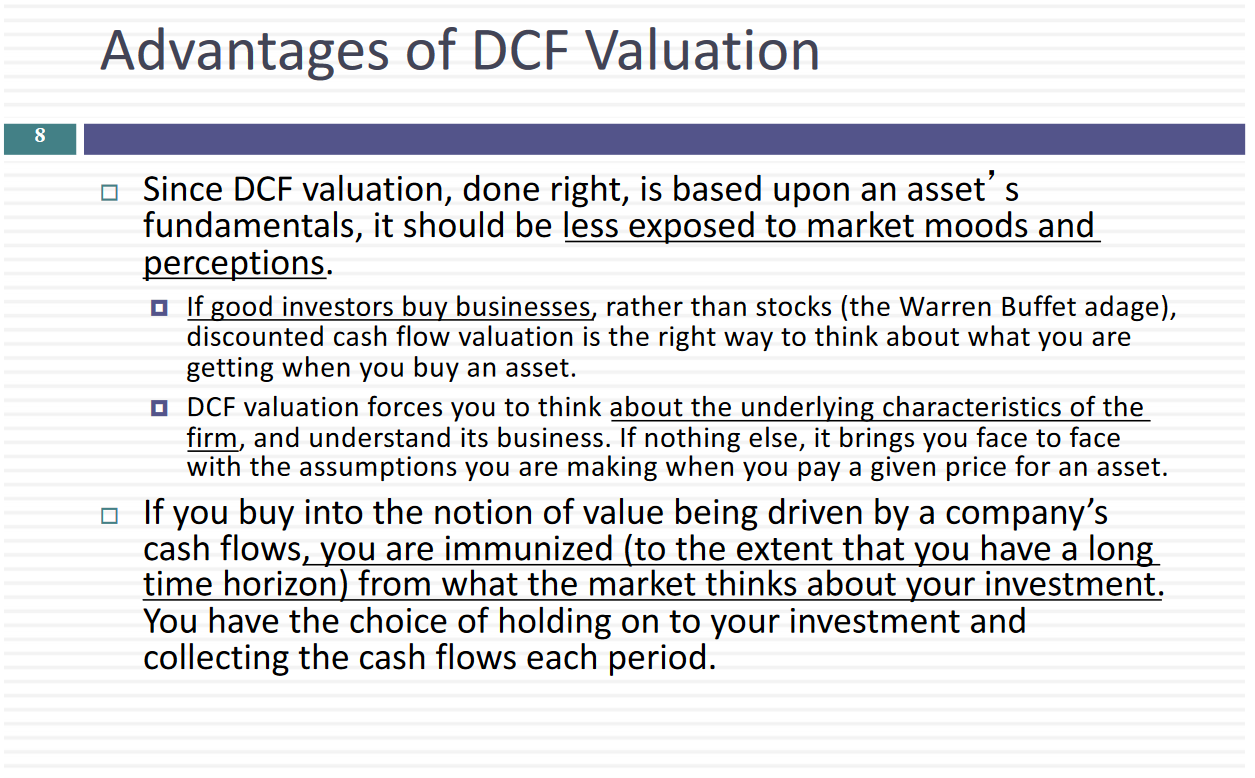 Advantages of DCF Valuation
8
Since DCF valuation, done right, is based upon an asset’ s
fundamentals, it should be less exposed to market moods and
perceptions.
If good investors buy businesses, rather than stocks (the Warren Buffet adage),
discounted cash flow valuation is the right way to think about what you are
getting when you buy an asset.
DCF valuation forces you to think about the underlying characteristics of the
firm, and understand its business. If nothing else, it brings you face to face
with the assumptions you are making when you pay a given price for an asset.
If you buy into the notion of value being driven by a company’s
cash flows, you are immunized (to the extent that you have a long
time horizon) from what the market thinks about your investment.
You have the choice of holding on to your investment and
collecting the cash flows each period.